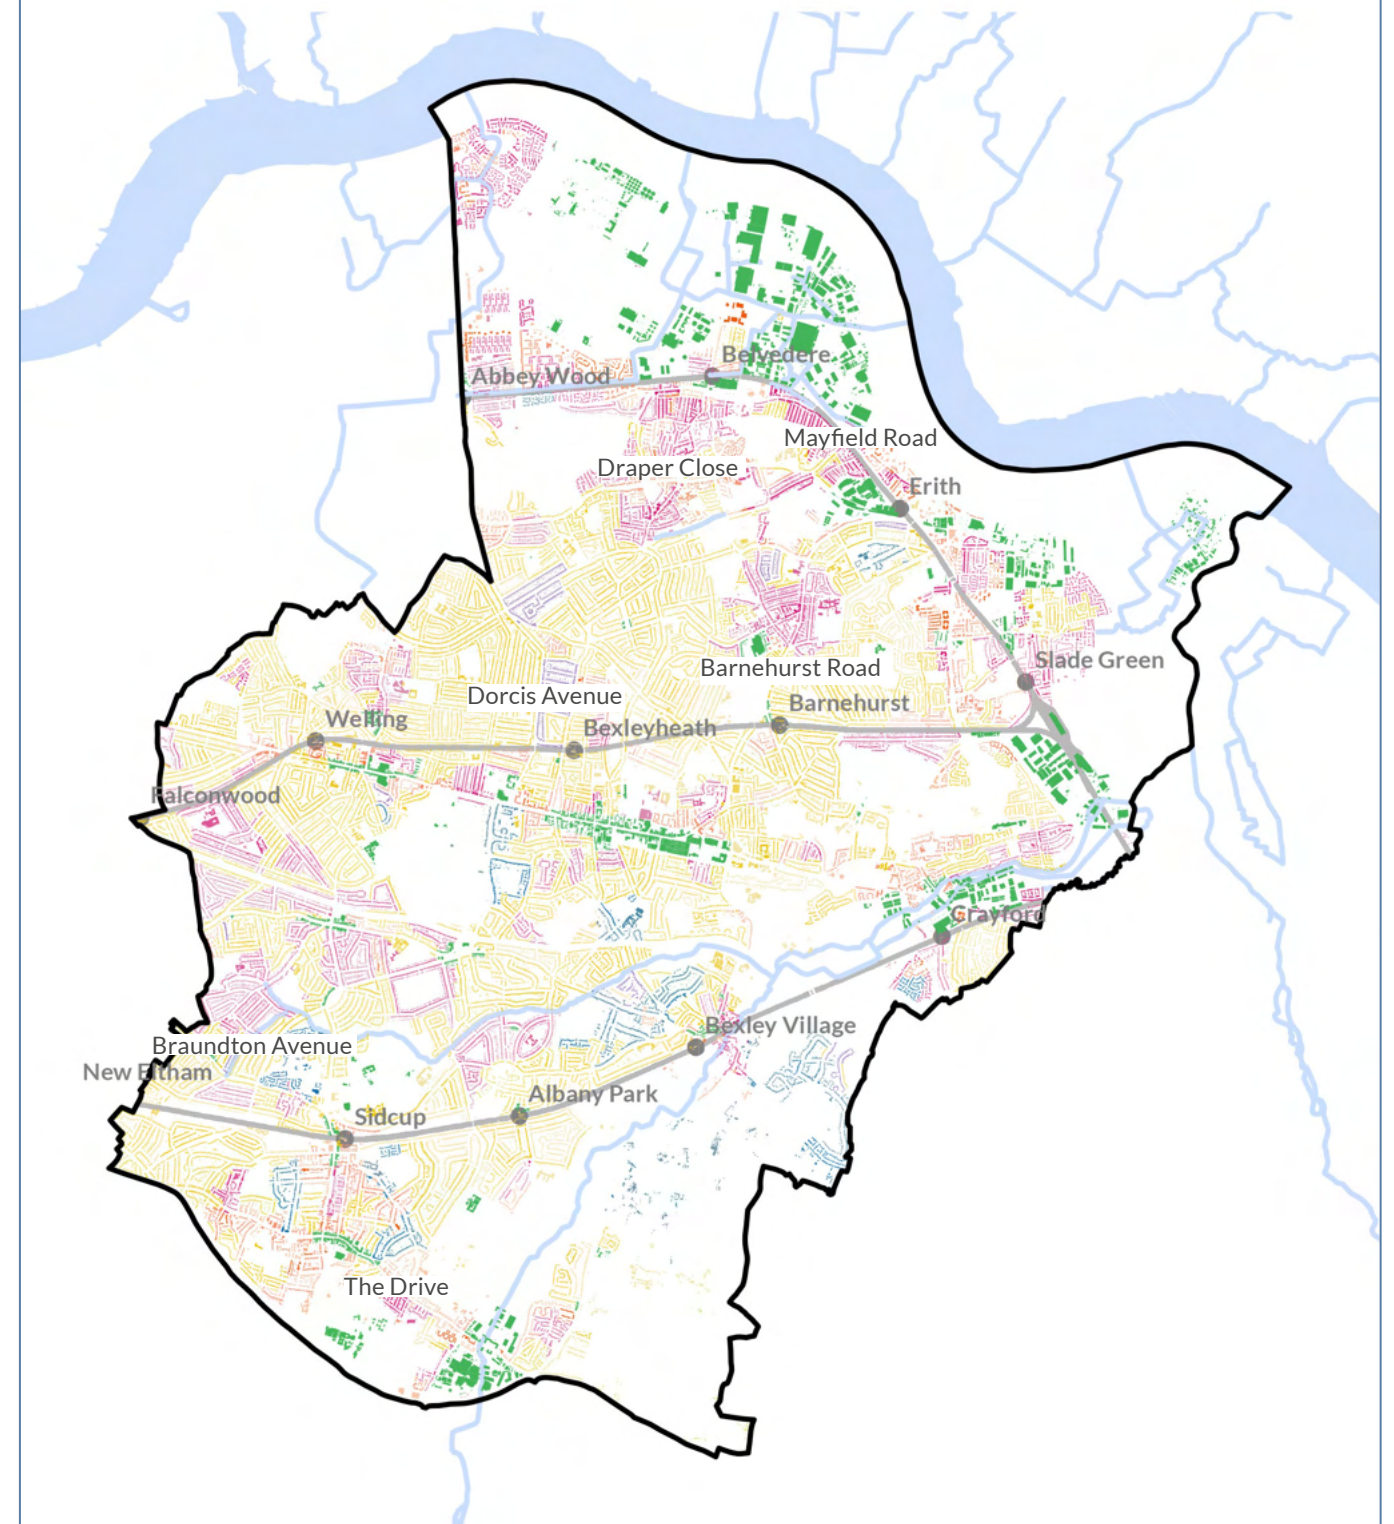 Belvedere
Abbey Wood
Mayfield Road
Draper Close
Erith
Slade Green
Barnehurst Road
Dorcis Avenue
Barnehurst
Welling
Bexleyheath
Falconwood
Crayford
Bexley Village
Braundton Avenue
New Eltham
Albany Park
Sidcup
The Drive